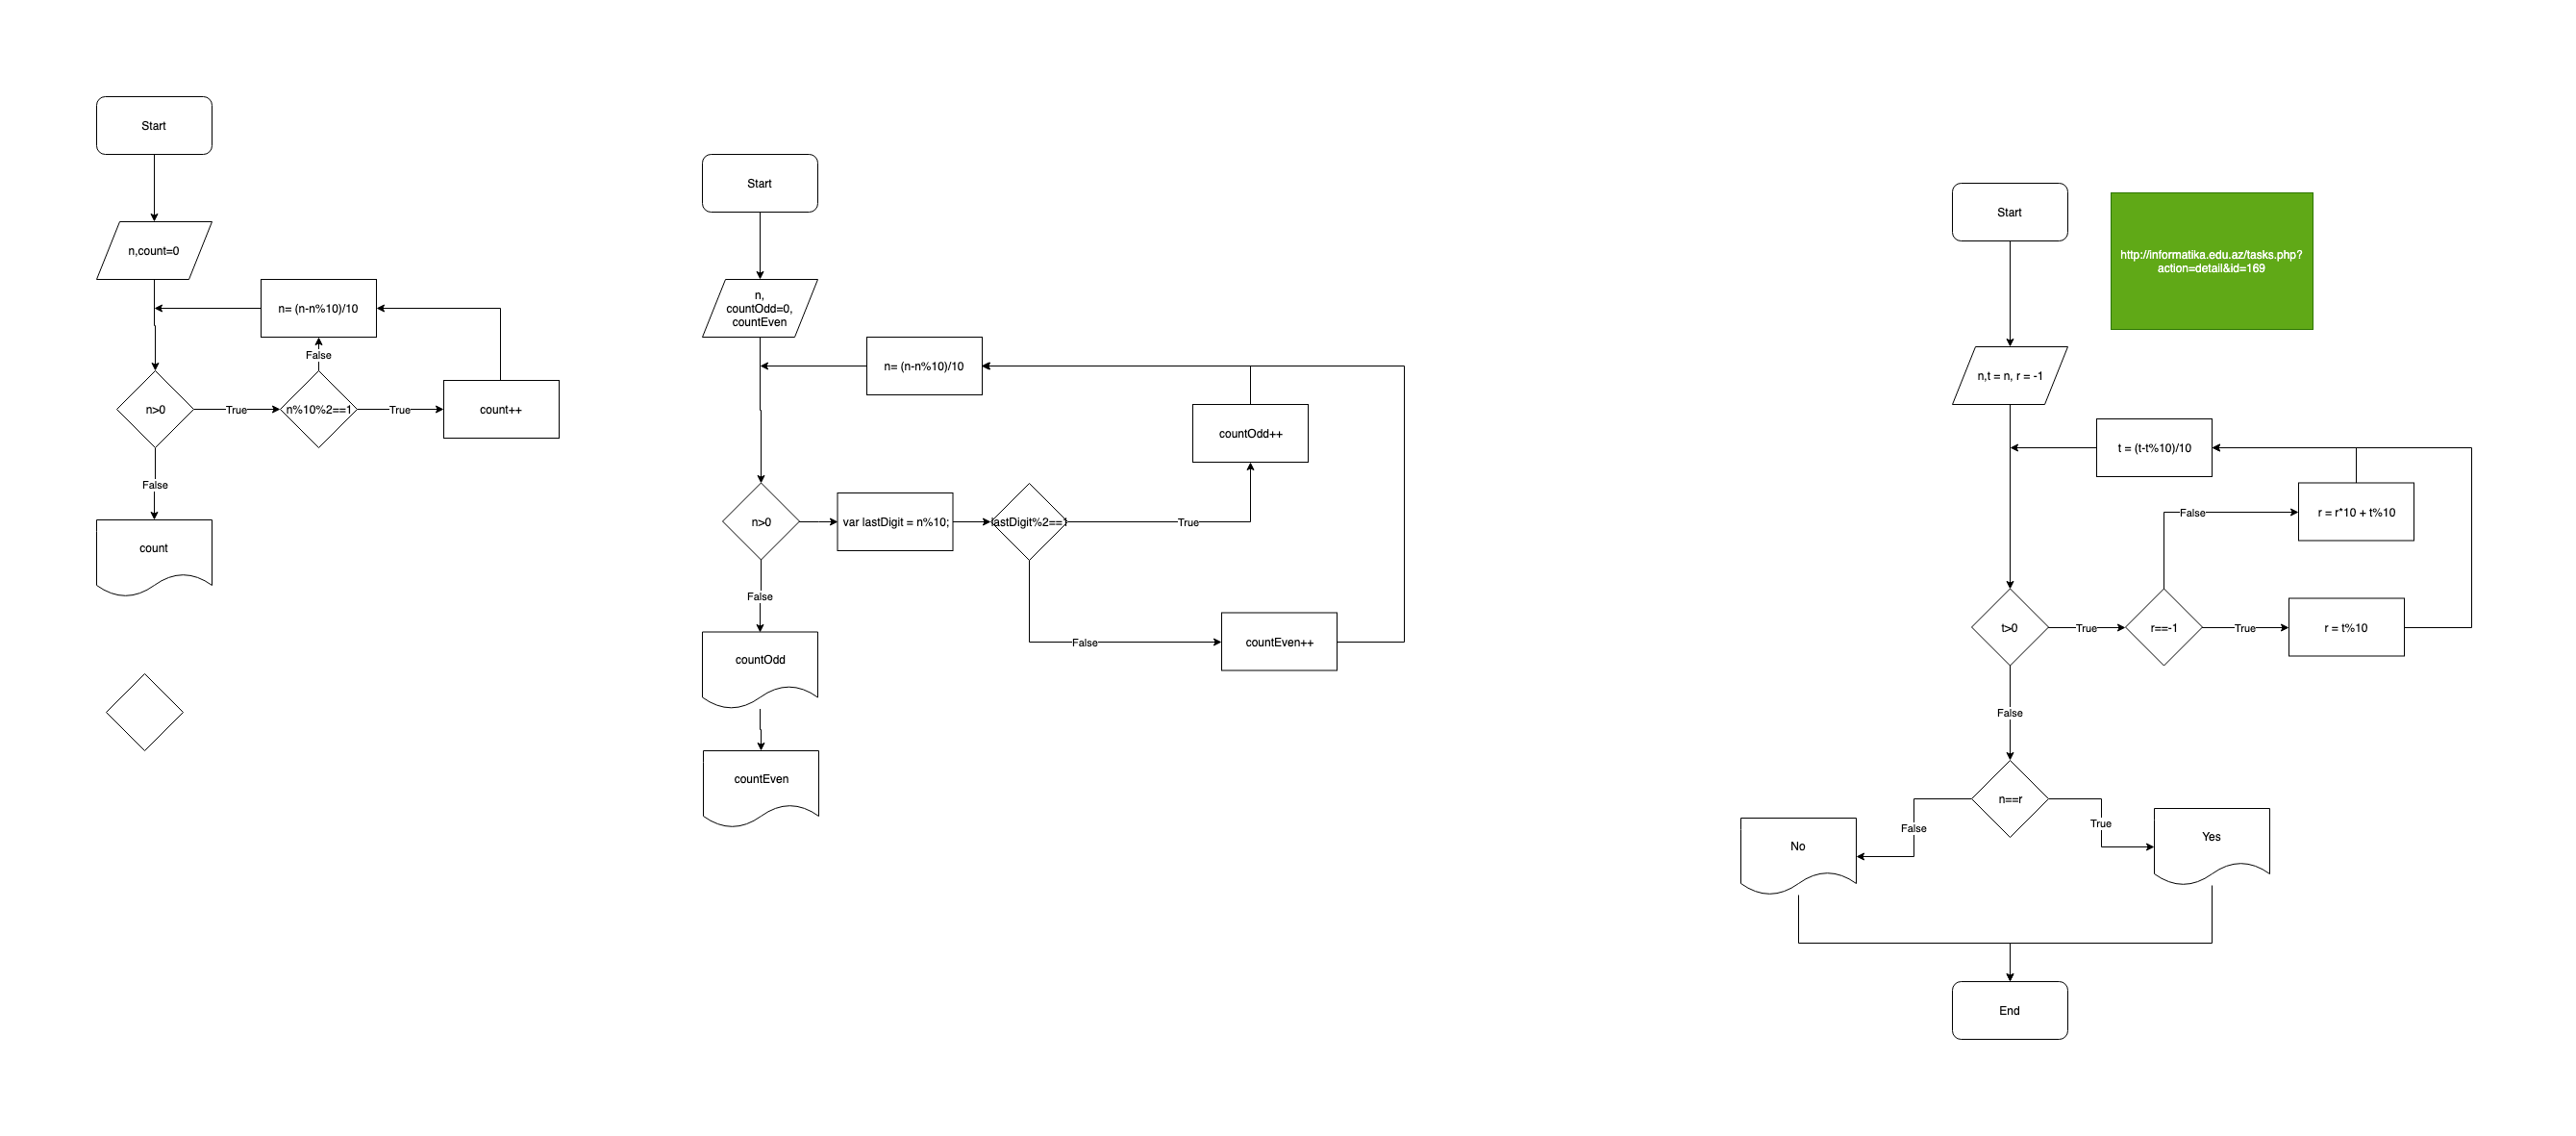 Start
n,count=0
n= (n-n%10)/10
False
n>0
True
n%10%2==1
True
count++
False
count
Start
n,
countOdd=0,
countEven
n= (n-n%10)/10
countOdd++
n>0
var lastDigit = n%10;
lastDigit%2==1
True
False
False
countEven++
countOdd
countEven
Start
http://informatika.edu.az/tasks.php?
action=detail&id=169
n,t = n, r = -1
t = (t-t%10)/10
False
r = r*10 + t%10
t>0
True
r==-1
True
r = t%10
False
n==r
False
True
No
Yes
End